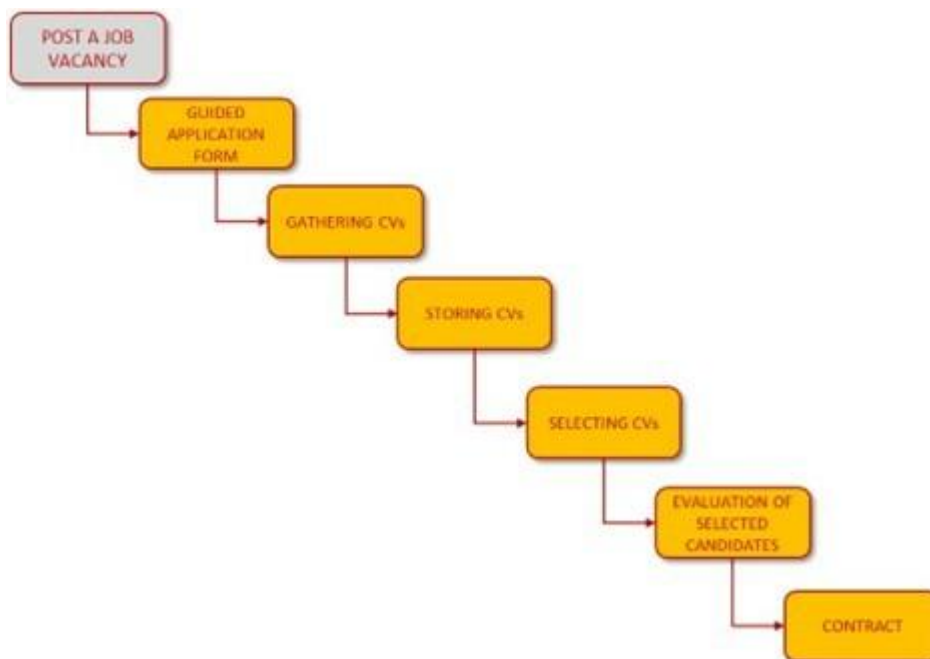 POST A JOB
VACANCY
GUIDED
APPLICATION
FORM
GATHERING CVs
STORING CVs
SELECTING CVs
EVALUATION OF
SELECTED
CANDIDATES
CONTRACT